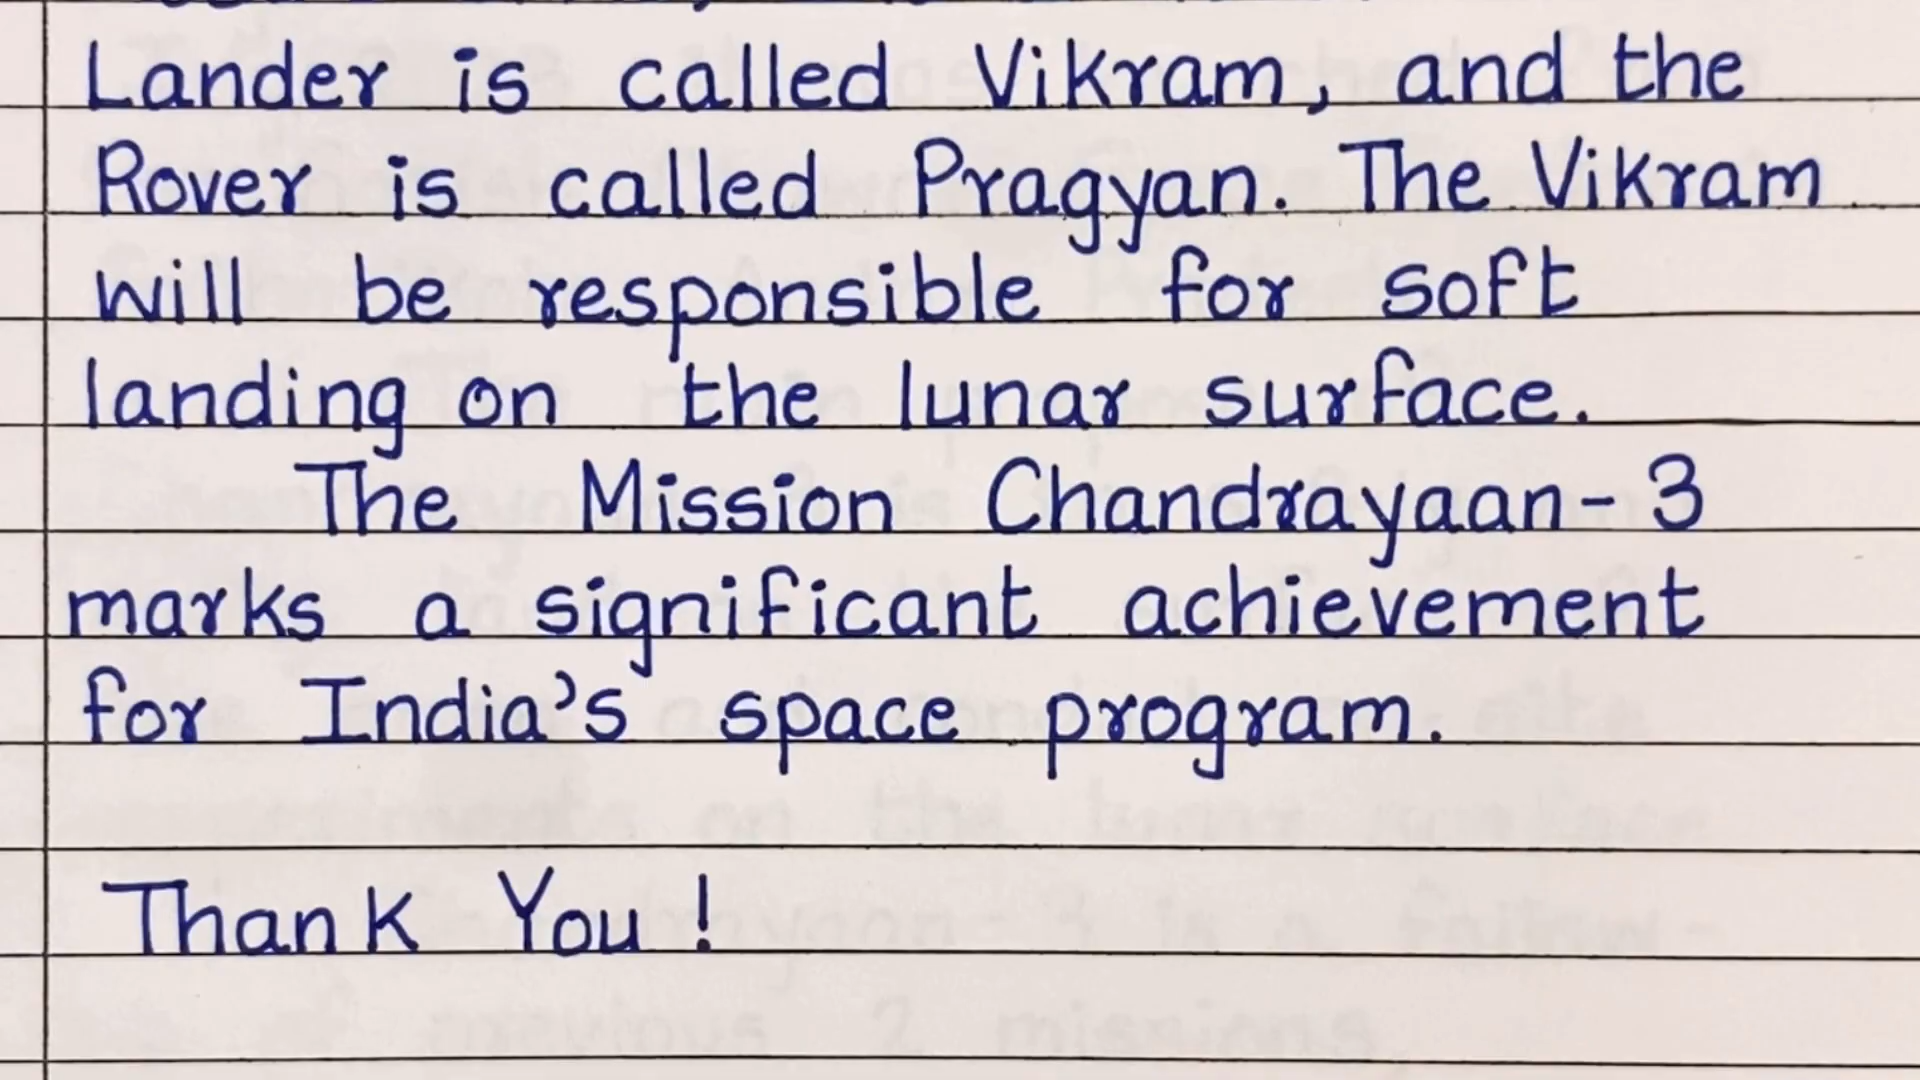 Lander is called Vikram, and the
Rover is called Pragyan. The Vikram
will be responsible for soft
landing on the lunar surface.
The Mission Chandrayaan-3
marks a significant achievement
for India's space program.
Thank You!